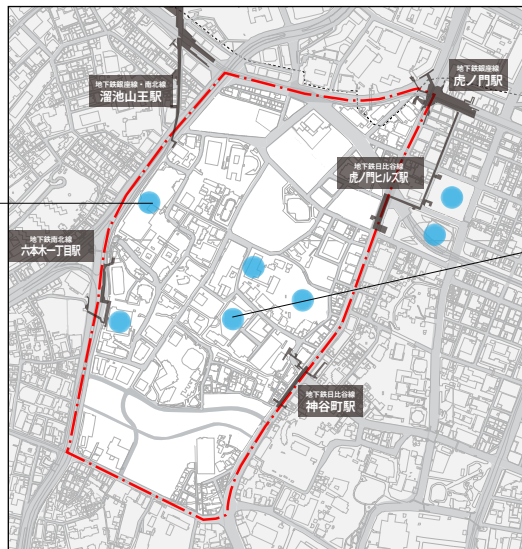 地下鉄銀座線
虎ノ門駅
地下鉄銀座線・南北線
溜池山王駅
地下鉄日比谷線
虎ノ門ヒルズ駅
地下鉄南北線
六本木一丁目駅
地下鉄日比谷線
神谷町駅